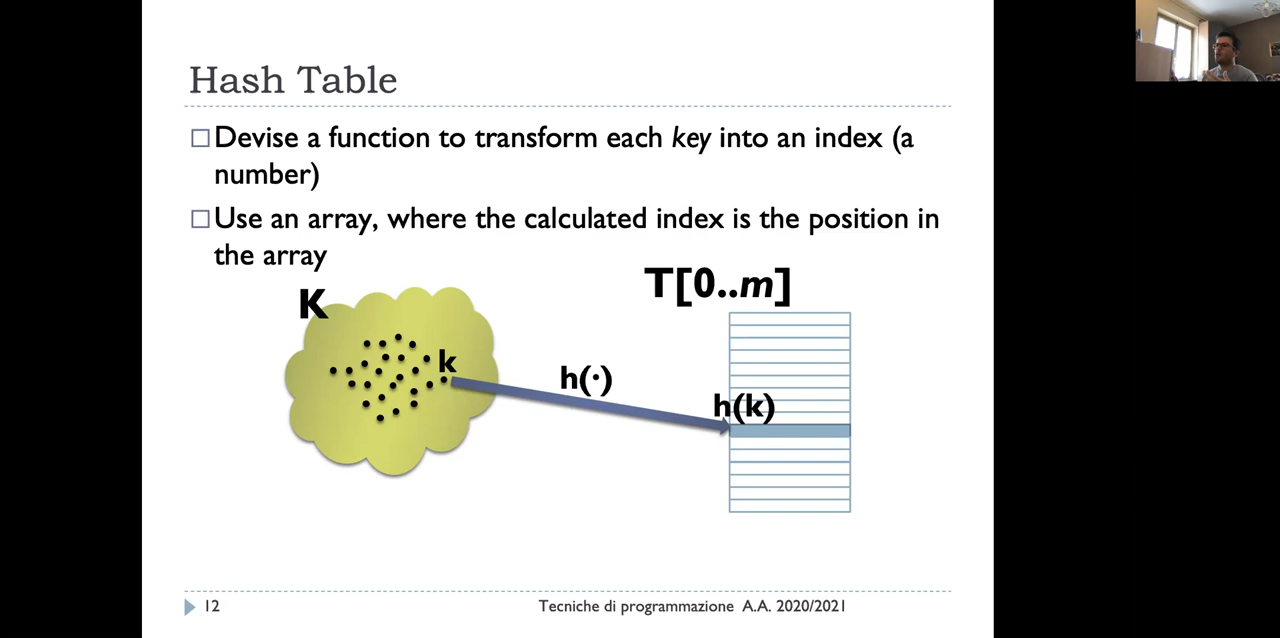 Hash Table
Devise a function to transform each key into an index (a
number)
Use an array, where the calculated index is the position in
the array
T[0..m]
K
k
h(·)
h(k)
12
Tecniche di programmazione A.A. 2020/2021